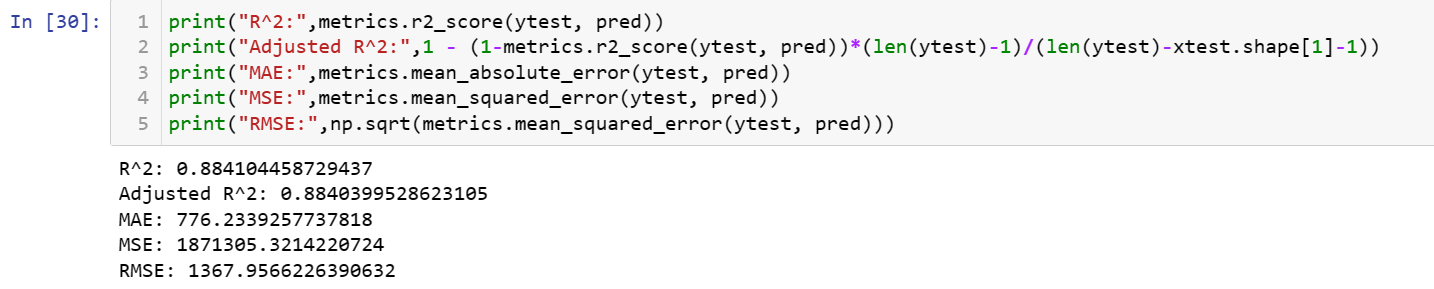 In [30]:
1 print("R^2:",metrics.r2_score(ytest, pred))
2 print("Adjusted R^2:",1 - (1-metrics.r2_score(ytest, pred))*(len(ytest)-1)/(len(ytest)-xtest.shape[1]-1))
3 print("MAE:",metrics.mean_absolute_error(ytest, pred))
4 print("MSE:",metrics.mean_squared_error(ytest, pred))
5 print("RMSE:",np.sqrt(metrics.mean_squared_error(ytest, pred)))
R^2: 0.884104458729437
Adjusted R^2: 0.8840399528623105
MAE: 776.2339257737818
MSE: 1871305.3214220724
RMSE: 1367.9566226390632